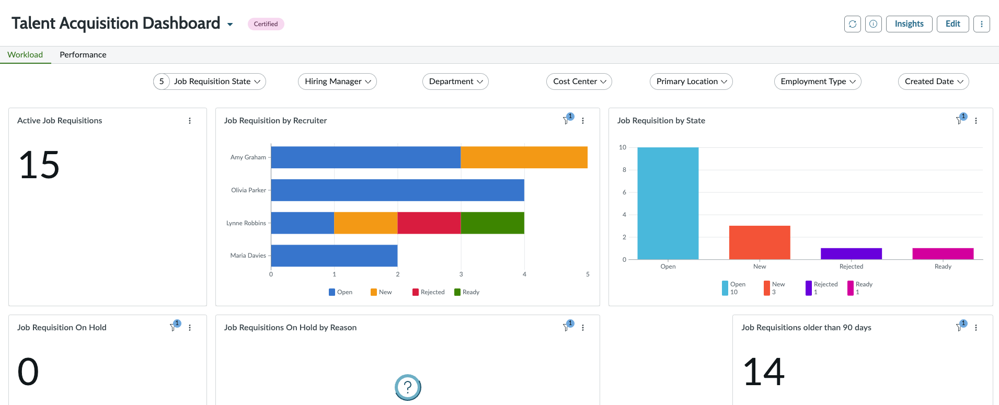 Talent Acquisition Dashboard
Certified
Insights
Edit
Workload
Performance
5 Job Requisition State
Hiring Manager
Department
Cost Center
Primary Location
Employment Type
Created Date
Active Job Requisitions
15
Job Requisition by Recruiter
1
Amy Graham
Olivia Parker
Lynne Robbins
Maria Davies
0 1 2 3 4 5
Open New Rejected Ready
Job Requisition by State
1
10
8
6
4
2
0
Open New Rejected Ready
Open New Rejected Ready
10 3 1 1
Job Requisition On Hold
1
0
Job Requisitions On Hold by Reason
1
?
Job Requisitions older than 90 days
1
14